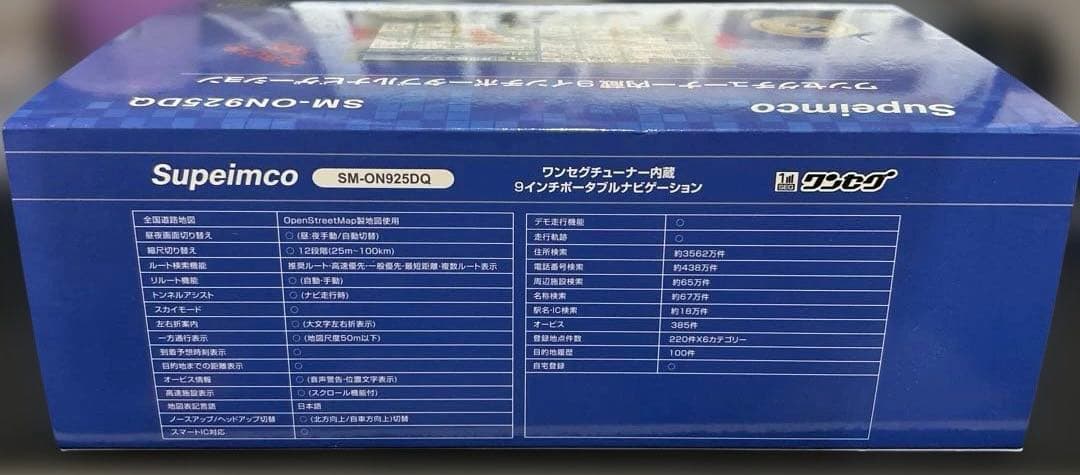 ワンセグチューナー内蔵9インチポータブルナビゲーション
SM-ON925DQ
Supeimco
Supeimco
SM-ON925DQ
ワンセグチューナー内蔵
9インチポータブルナビゲーション
1seg ワンセグ
全国道路地図 OpenStreetMap製地図使用
昼夜画面切り替え ○(昼:夜手動/自動切替)
縮尺切り替え ○12段階(25m~100km)
ルート検索機能 推奨ルート・高速優先・一般優先・最短距離・複数ルート表示
リルート機能 ○(自動・手動)
トンネルアシスト ○(ナビ走行時)
スカイモード ○
左右折案内 ○(大文字左右折表示)
一方通行表示 ○(地図尺度50m以下)
到着予想時刻表示 ○
目的地までの距離表示 ○
オービス情報 ○(音声警告・位置文字表示)
高速施設表示 ○(スクロール機能付)
地図表記言語 日本語
ノースアップ/ヘッドアップ切替 ○(北方向上/自車方向上)切替
スマートIC対応 ○
デモ走行機能 ○
走行軌跡 ○
住所検索 約3562万件
電話番号検索 約438万件
周辺施設検索 約65万件
名称検索 約67万件
駅名・IC検索 約18万件
オービス 385件
登録地点件数 220件X6カテゴリー
目的地履歴 100件
自宅登録 ○